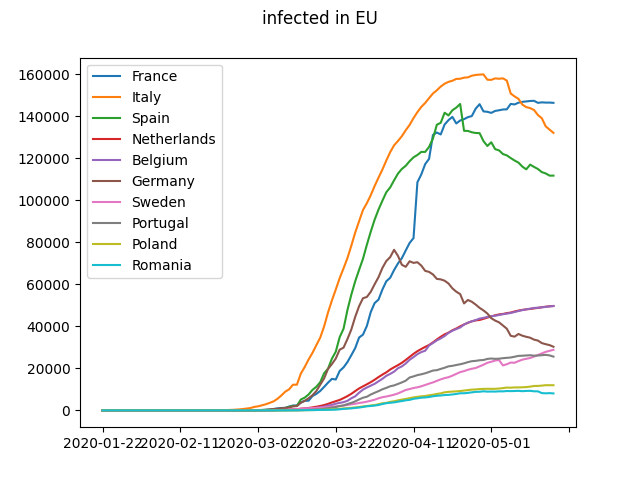 infected in EU
160000
140000
120000
100000
80000
60000
40000
20000
0
France
Italy
Spain
Netherlands
Belgium
Germany
Sweden
Portugal
Poland
Romania
2020-01-22 2020-02-11 2020-03-02 2020-03-22 2020-04-11 2020-05-01